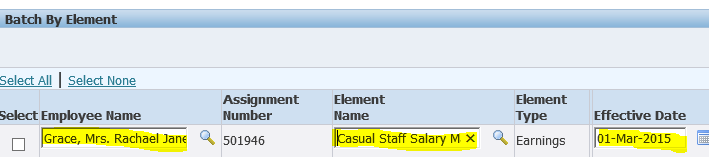 Batch By Element
Select All | Select None
Select Employee Name Assignment Number Element Name Element Type Effective Date
Grace, Mrs. Rachael Jane 501946 Casual Staff Salary M Earnings 01-Mar-2015